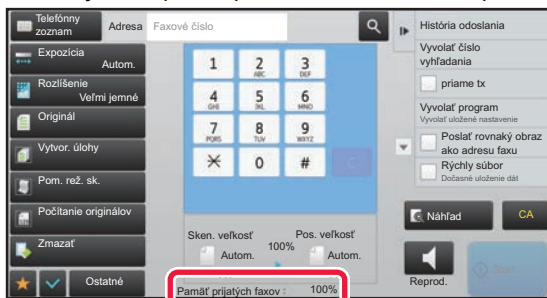 Telefónny
zoznam
Adresa
Faxové číslo
História odoslania
Expozícia
Autom.
Vyvolať číslo
vyhľadania
Rozlíšenie
Veľmi jemné
priame tx
Originál
Vyvolať program
Vyvolať uložené nastavenie
Vytvor. úlohy
Poslať rovnaký obraz
ako adresu faxu
Pom. rež. sk.
Rýchly súbor
Dočasné uloženie dát
Počítanie originálov
Zmazať
Ostatné
1
2
ABC
3
DEF
4
GHI
5
JKL
6
MNO
7
PQRS
8
TUV
9
WXYZ
0
#
C
Sken. veľkosť
100%
Pos. veľkosť
Autom.
Autom.
Náhľad
CA
Reprod.
Start
Pamäť prijatých faxov :
100%